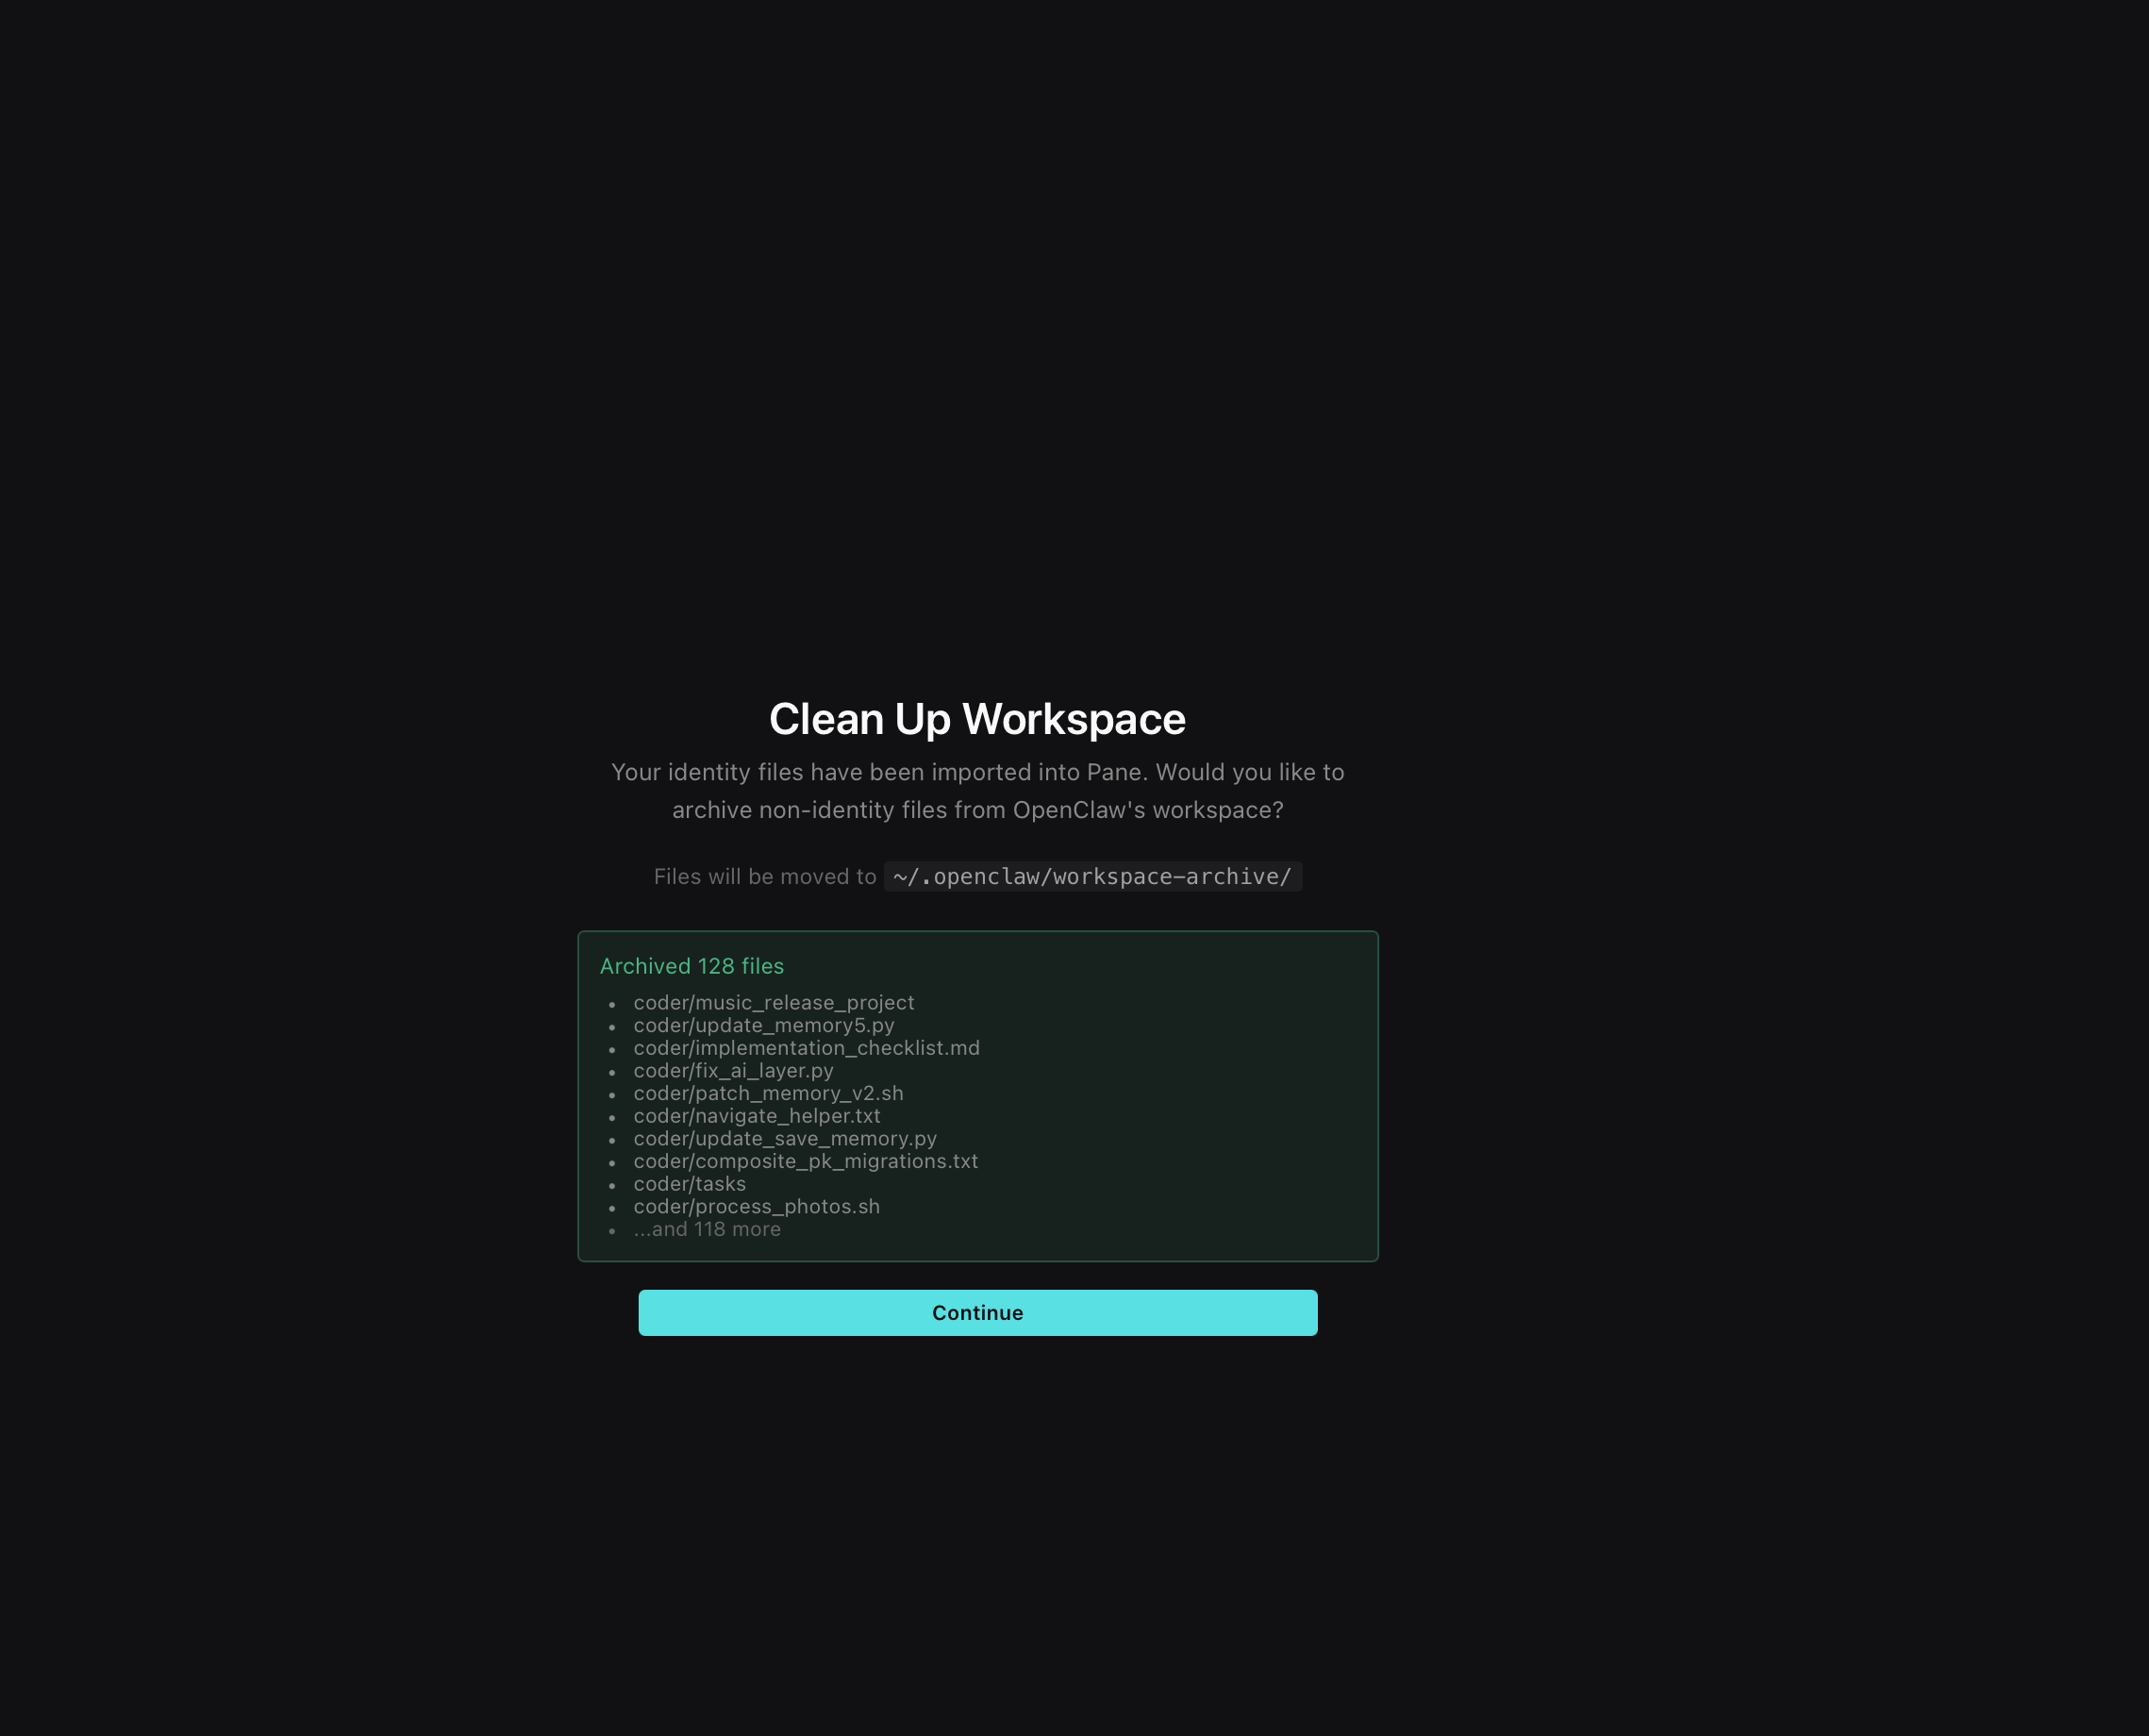 Clean Up Workspace
Your identity files have been imported into Pane. Would you like to
archive non-identity files from OpenClaw's workspace?
Files will be moved to ~/.openclaw/workspace-archive/
Archived 128 files
• coder/music_release_project
• coder/update_memory5.py
• coder/implementation_checklist.md
• coder/fix_ai_layer.py
• coder/patch_memory_v2.sh
• coder/navigate_helper.txt
• coder/update_save_memory.py
• coder/composite_pk_migrations.txt
• coder/tasks
• coder/process_photos.sh
• ...and 118 more
Continue